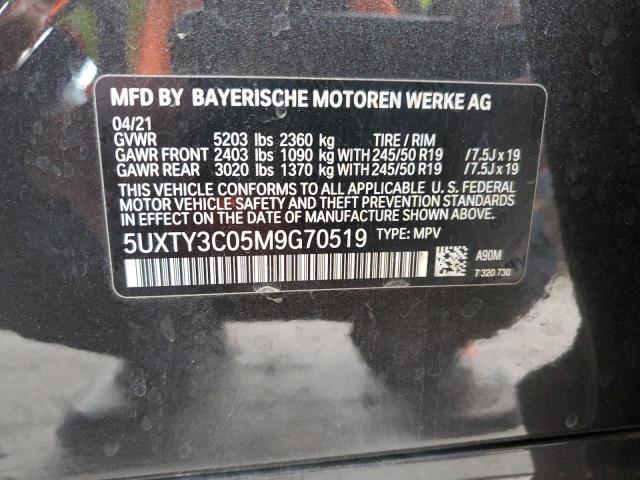 MFD BY BAYERISCHE MOTOREN WERKE AG
04/21
GVWR 5203 lbs 2360 kg TIRE / RIM
GAWR FRONT 2403 lbs 1090 kg WITH 245/50 R19 /7.5J x 19
GAWR REAR 3020 lbs 1370 kg WITH 245/50 R19 /7.5J x 19
THIS VEHICLE CONFORMS TO ALL APPLICABLE U. S. FEDERAL
MOTOR VEHICLE SAFETY AND THEFT PREVENTION
STANDARDS IN EFFECT ON THE DATE OF
MANUFACTURE SHOWN ABOVE.
5UXTY3C05M9G70519 TYPE: MPV
A90M
7 320 730